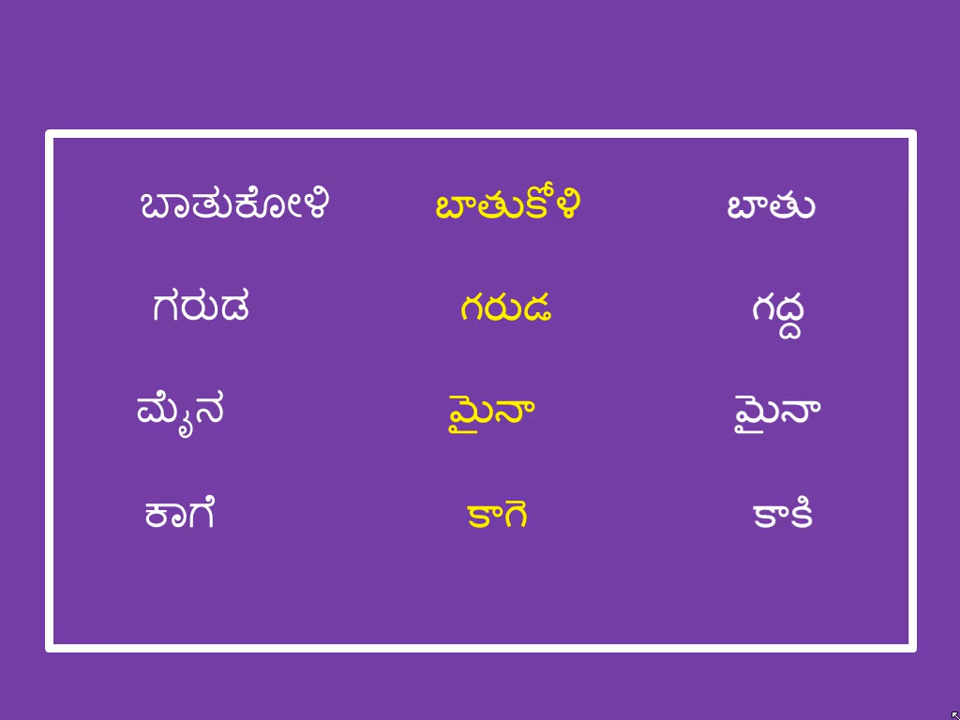 ಬಾತುಕೋಳಿ బాతుకోళి బాతు
ಗರುಡ గరుడ గద్ద
ಮೈನ మైనా మైనా
ಕಾಗೆ కాగె కాకి